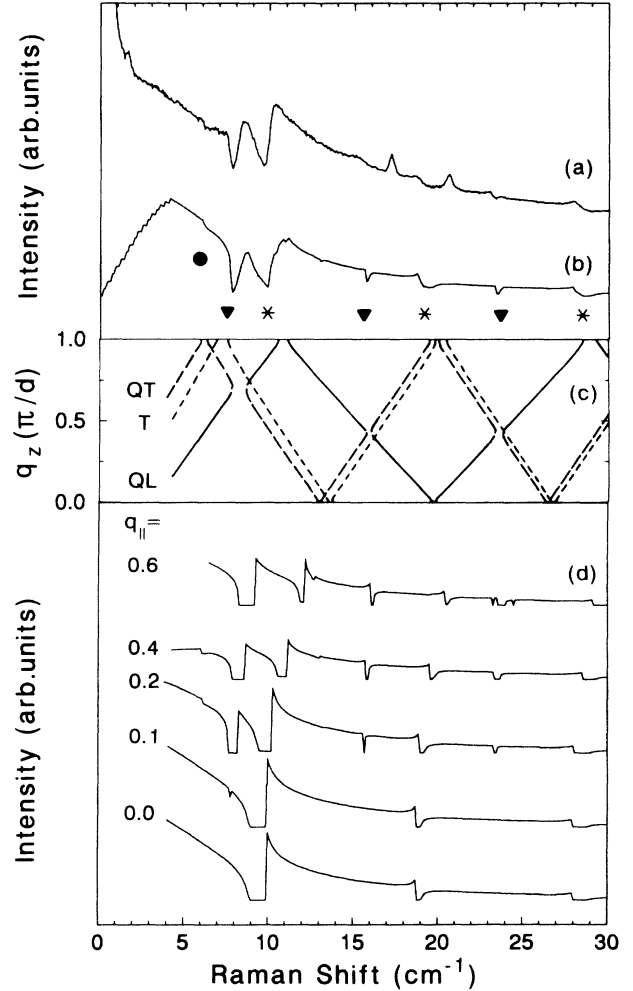 Intensity (arb.units)
(a)
(b)
1.0
QT
T
0.5
QL
0.0
q_z (π/d)
(c)
q_|| =
0.6
(d)
0.4
0.2
0.1
0.0
Intensity (arb.units)
0 5 10 15 20 25 30
Raman Shift (cm⁻¹)